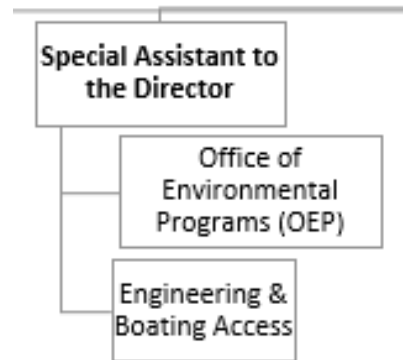 Special Assistant to
the Director
Office of
Environmental
Programs (OEP)
Engineering &
Boating Access